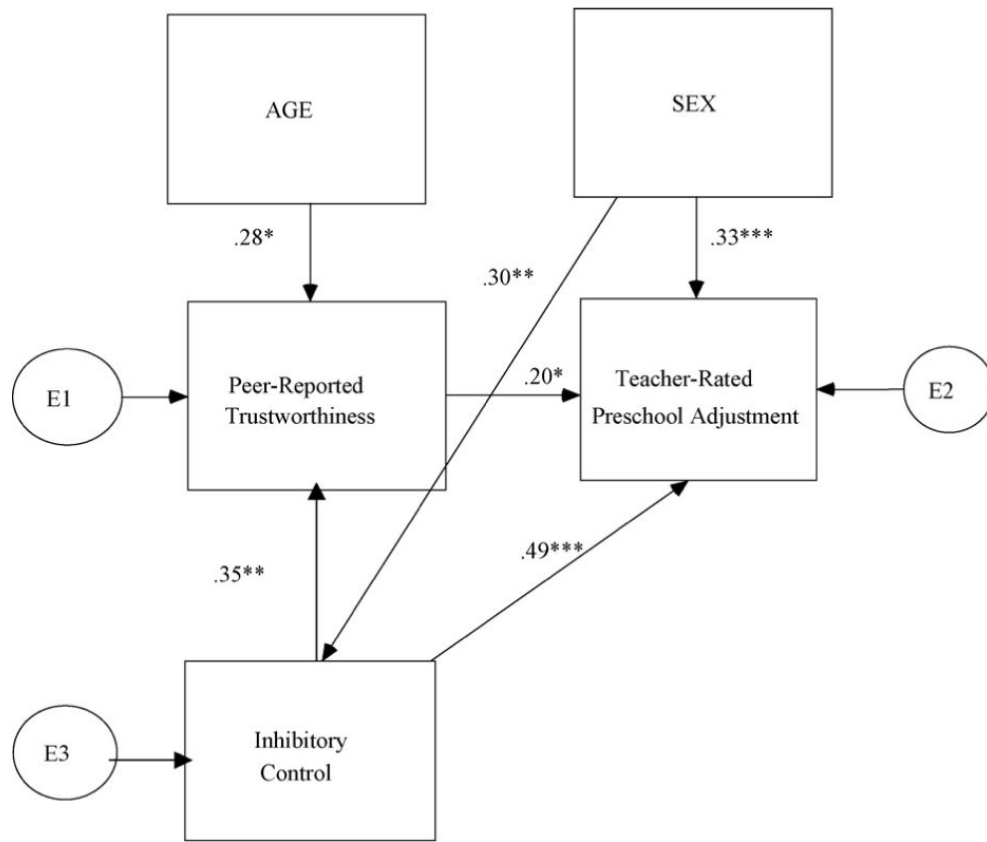 AGE
SEX
.28*
.33***
.30**
E1
Peer-Reported
Trustworthiness
.20*
Teacher-Rated
Preschool Adjustment
E2
.35**
.49***
E3
Inhibitory
Control